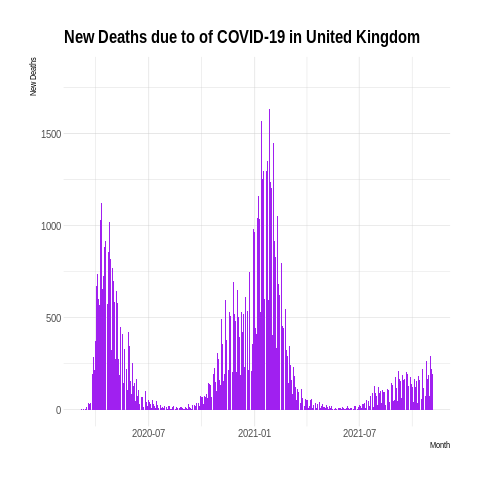 New Deaths due to of COVID-19 in United Kingdom
New Deaths
1500
1000
500
0
2020-07
2021-01
2021-07
Month